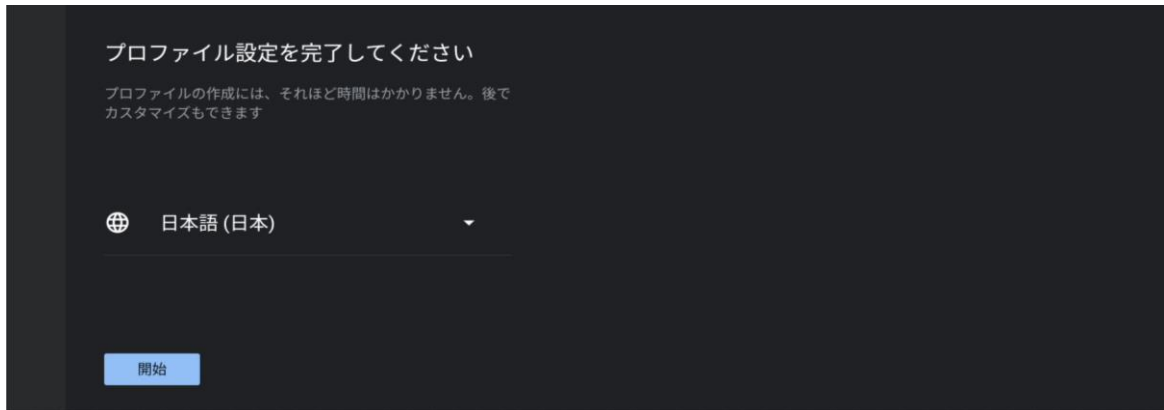 プロファイル設定を完了してください
プロファイルの作成には、それほど時間はかかりません。後で
カスタマイズもできます
日本語 (日本)
開始